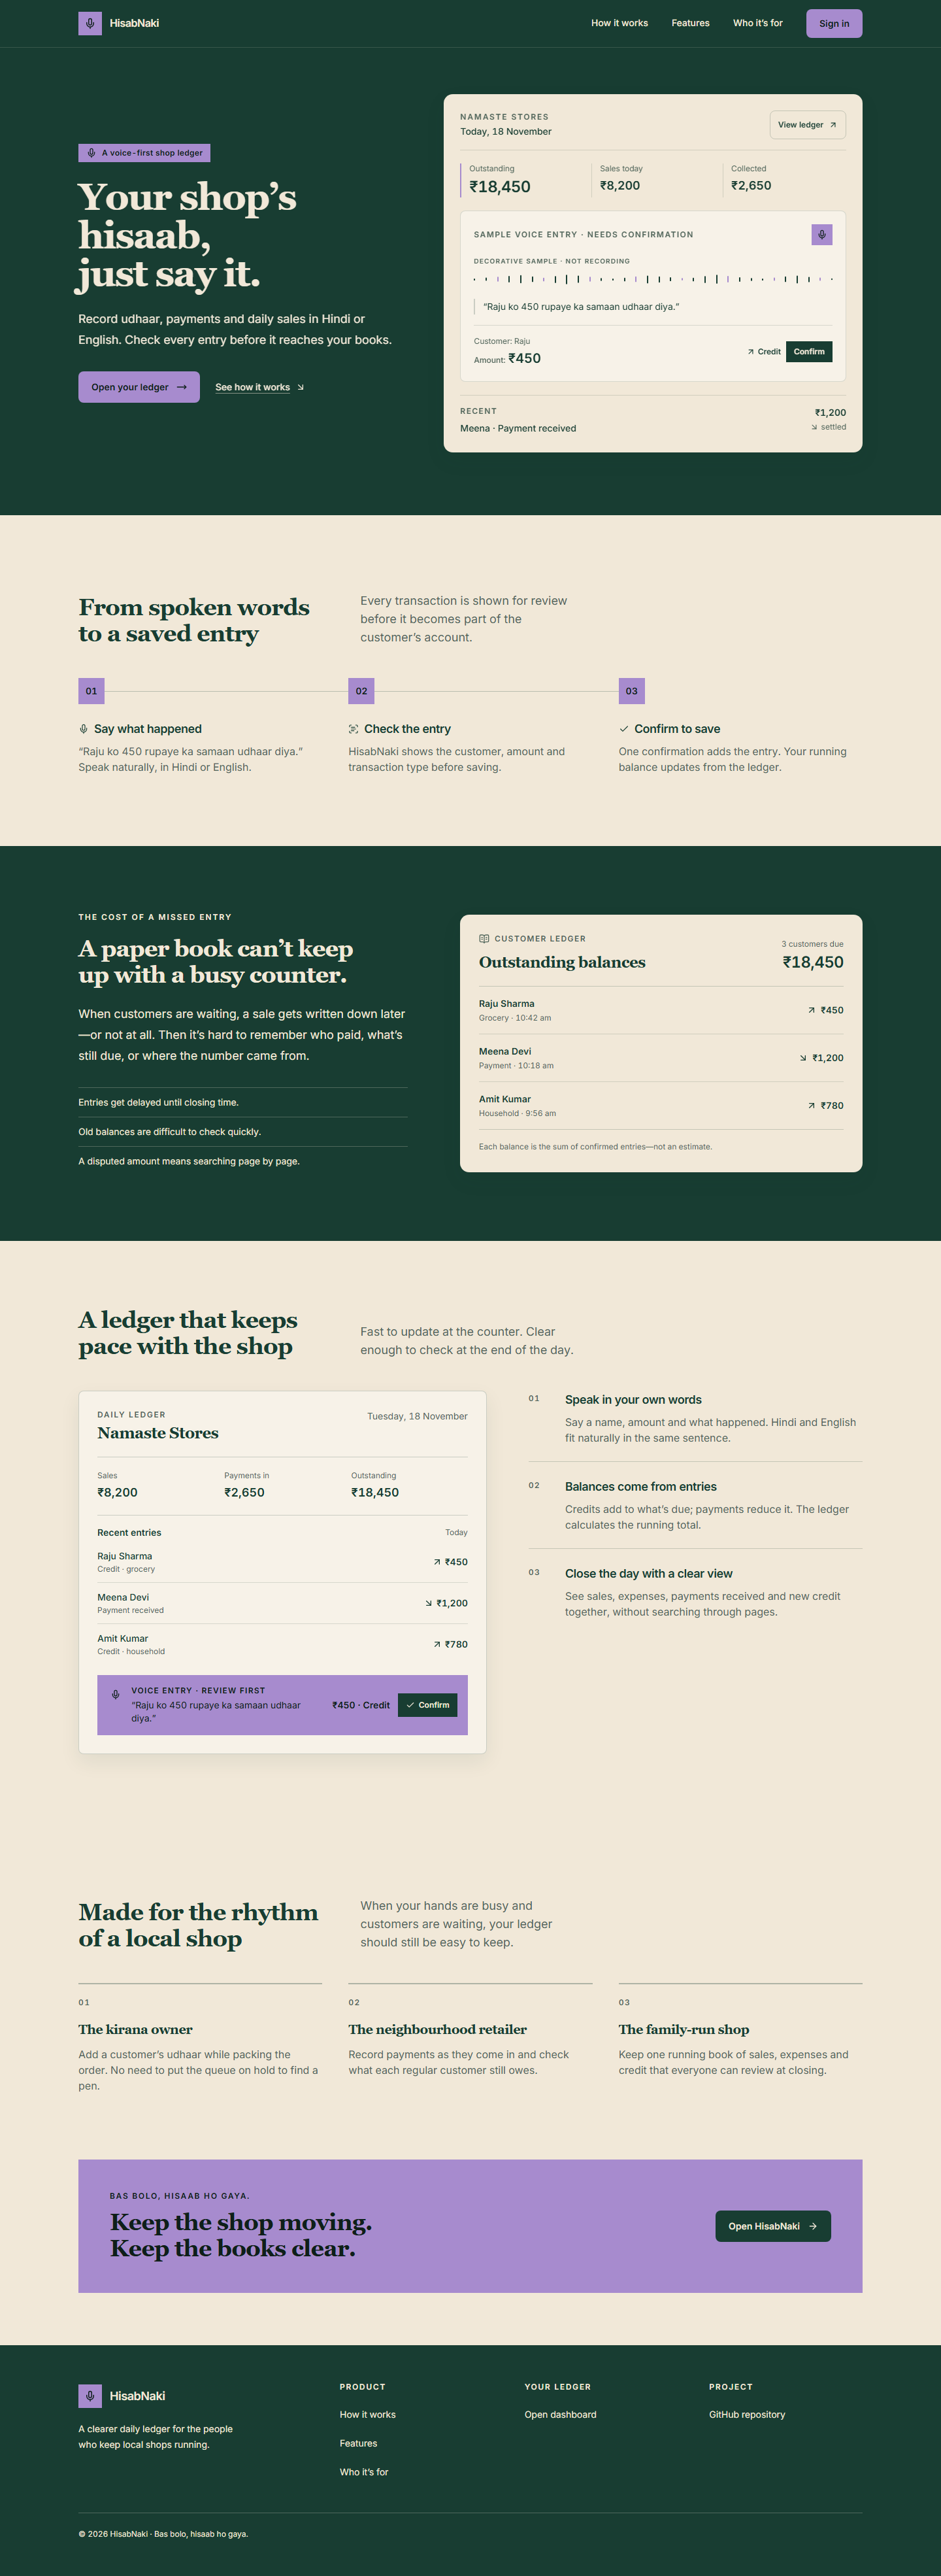 HisabNaki
How it works
Features
Who it’s for
Sign in
A voice-first shop ledger
Your shop’s
hisaab,
just say it.
Record udhaar, payments and daily sales in Hindi or
English. Check every entry before it reaches your books.
Open your ledger
See how it works
NAMASTE STORES
Today, 18 November
View ledger
Outstanding
₹18,450
Sales today
₹8,200
Collected
₹2,650
SAMPLE VOICE ENTRY · NEEDS CONFIRMATION
DECORATIVE SAMPLE · NOT RECORDING
“Raju ko 450 rupaye ka samaan udhaar diya.”
Customer: Raju
Amount: ₹450
Credit
Confirm
RECENT
Meena · Payment received
₹1,200
settled
From spoken words
to a saved entry
Every transaction is shown for review
before it becomes part of the
customer’s account.
01
02
03
Say what happened
“Raju ko 450 rupaye ka samaan udhaar diya.”
Speak naturally, in Hindi or English.
Check the entry
HisabNaki shows the customer, amount and
transaction type before saving.
Confirm to save
One confirmation adds the entry. Your running
balance updates from the ledger.
THE COST OF A MISSED ENTRY
A paper book can’t keep
up with a busy counter.
When customers are waiting, a sale gets written down later
—or not at all. Then it’s hard to remember who paid, what’s
still due, or where the number came from.
Entries get delayed until closing time.
Old balances are difficult to check quickly.
A disputed amount means searching page by page.
CUSTOMER LEDGER
Outstanding balances
3 customers due
₹18,450
Raju Sharma
Grocery · 10:42 am
₹450
Meena Devi
Payment · 10:18 am
₹1,200
Amit Kumar
Household · 9:56 am
₹780
Each balance is the sum of confirmed entries—not an estimate.
A ledger that keeps
pace with the shop
Fast to update at the counter. Clear
enough to check at the end of the day.
DAILY LEDGER
Namaste Stores
Tuesday, 18 November
Sales
₹8,200
Payments in
₹2,650
Outstanding
₹18,450
Recent entries
Today
Raju Sharma
Credit · grocery
₹450
Meena Devi
Payment received
₹1,200
Amit Kumar
Credit · household
₹780
VOICE ENTRY · REVIEW FIRST
“Raju ko 450 rupaye ka samaan udhaar
diya.”
₹450 · Credit
Confirm
01
Speak in your own words
Say a name, amount and what happened. Hindi and English
fit naturally in the same sentence.
02
Balances come from entries
Credits add to what’s due; payments reduce it. The ledger
calculates the running total.
03
Close the day with a clear view
See sales, expenses, payments received and new credit
together, without searching through pages.
Made for the rhythm
of a local shop
When your hands are busy and
customers are waiting, your ledger
should still be easy to keep.
01
The kirana owner
Add a customer’s udhaar while packing the
order. No need to put the queue on hold to find a
pen.
02
The neighbourhood retailer
Record payments as they come in and check
what each regular customer still owes.
03
The family-run shop
Keep one running book of sales, expenses and
credit that everyone can review at closing.
BAS BOLO, HISAAB HO GAYA.
Keep the shop moving.
Keep the books clear.
Open HisabNaki
HisabNaki
A clearer daily ledger for the people
who keep local shops running.
PRODUCT
How it works
Features
Who it’s for
YOUR LEDGER
Open dashboard
PROJECT
GitHub repository
© 2026 HisabNaki · Bas bolo, hisaab ho gaya.